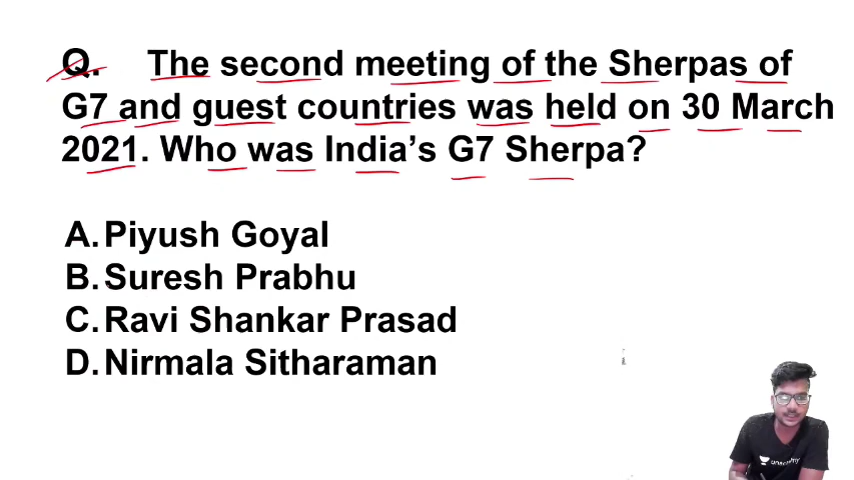 Q. The second meeting of the Sherpas of
G7 and guest countries was held on 30 March
2021. Who was India's G7 Sherpa?
A. Piyush Goyal
B. Suresh Prabhu
C. Ravi Shankar Prasad
D. Nirmala Sitharaman